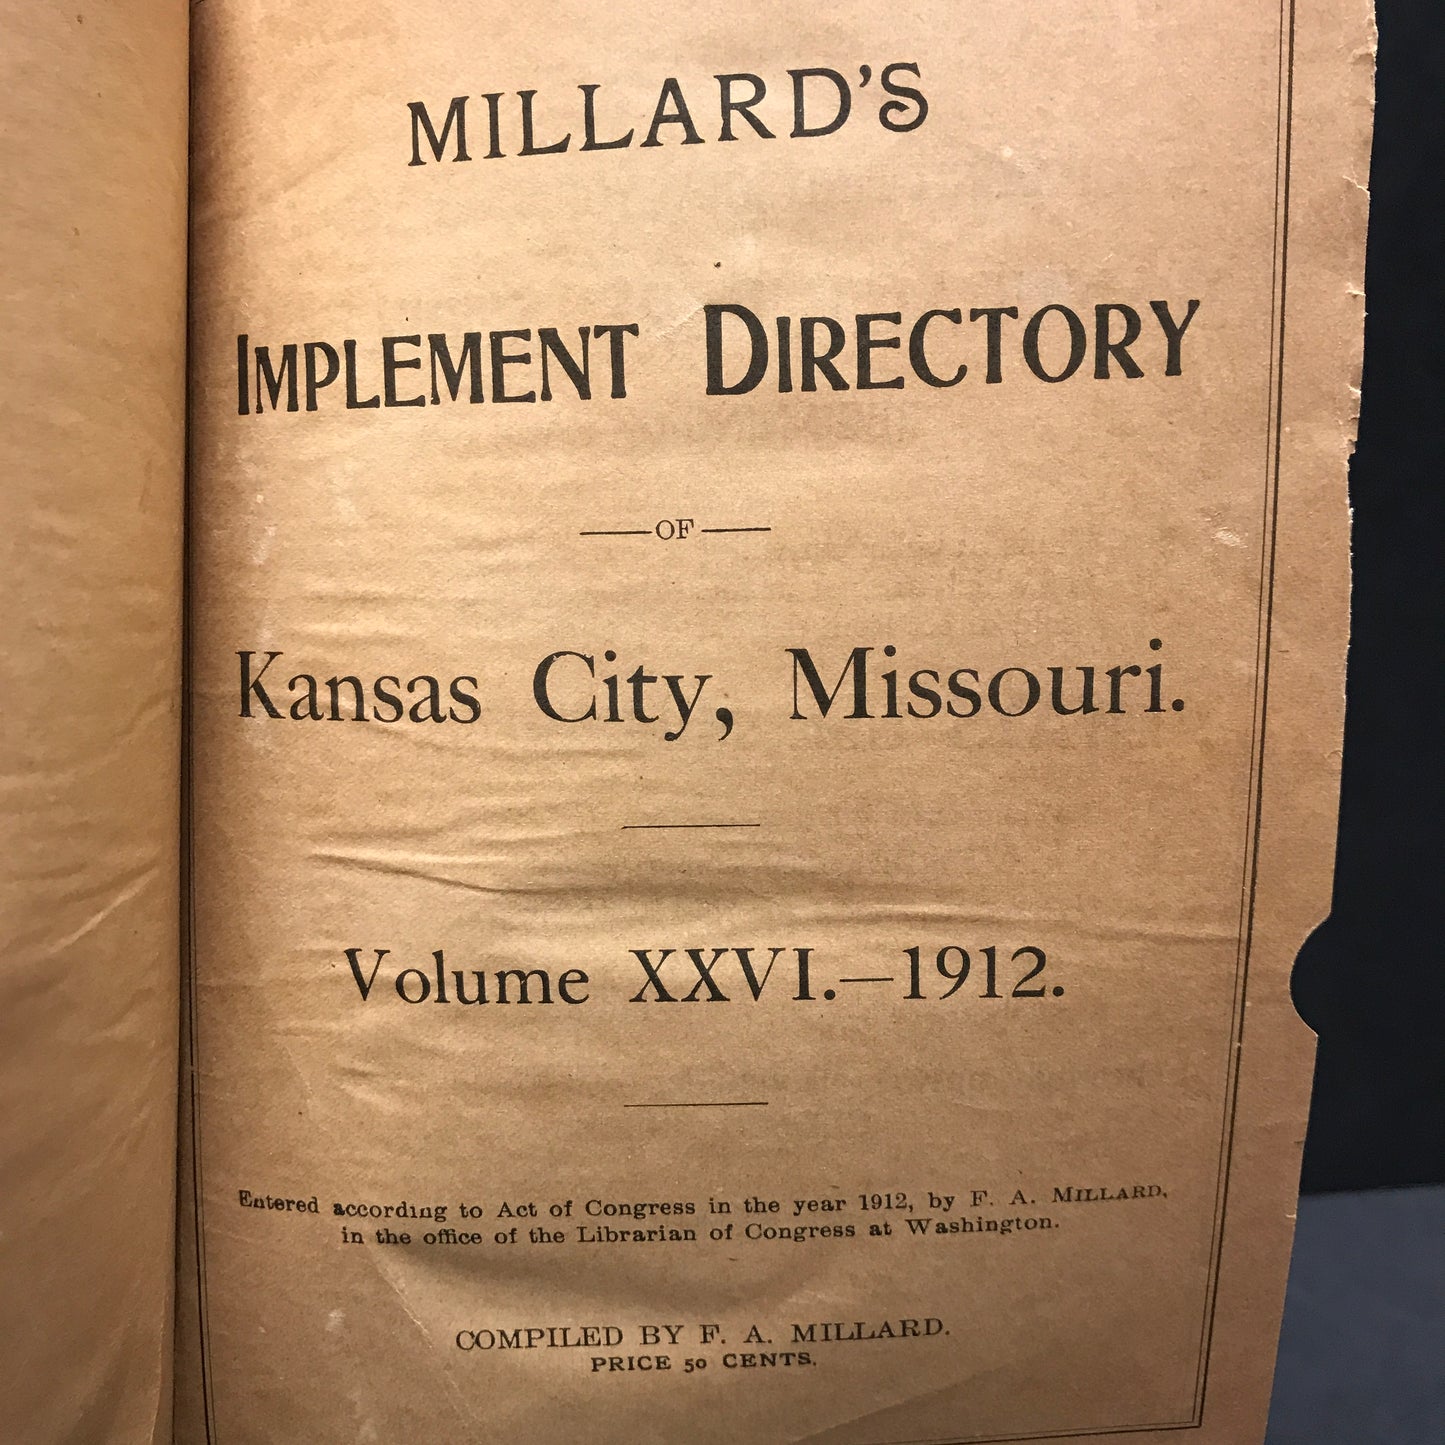 MILLARD'S
IMPLEMENT DIRECTORY
OF
Kansas City, Missouri.
Volume XXVI.—1912.
Entered according to Act of Congress in the year 1912, by F. A. MILLARD,
in the office of the Librarian of Congress at Washington.
COMPILED BY F. A. MILLARD.
PRICE 50 CENTS.